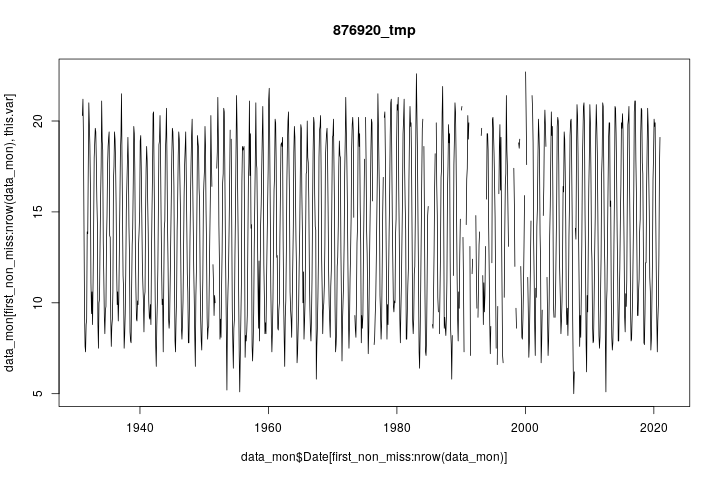 876920_tmp
data_mon[first_non_miss:nrow(data_mon), this.var]
20
15
10
5
1940 1960 1980 2000 2020
data_mon$Date[first_non_miss:nrow(data_mon)]